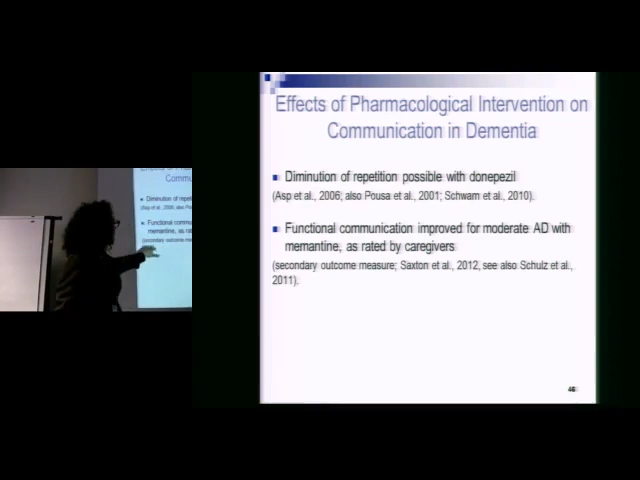 Effects of Pharmacological Intervention on
Communication in Dementia
Diminution of repetition possible with donepezil
(Asp et al., 2006; also Pousa et al., 2001; Schwam et al., 2010).
Functional communication improved for moderate AD with
memantine, as rated by caregivers
(secondary outcome measure; Saxton et al., 2012, see also Schulz et al.,
2011).
46